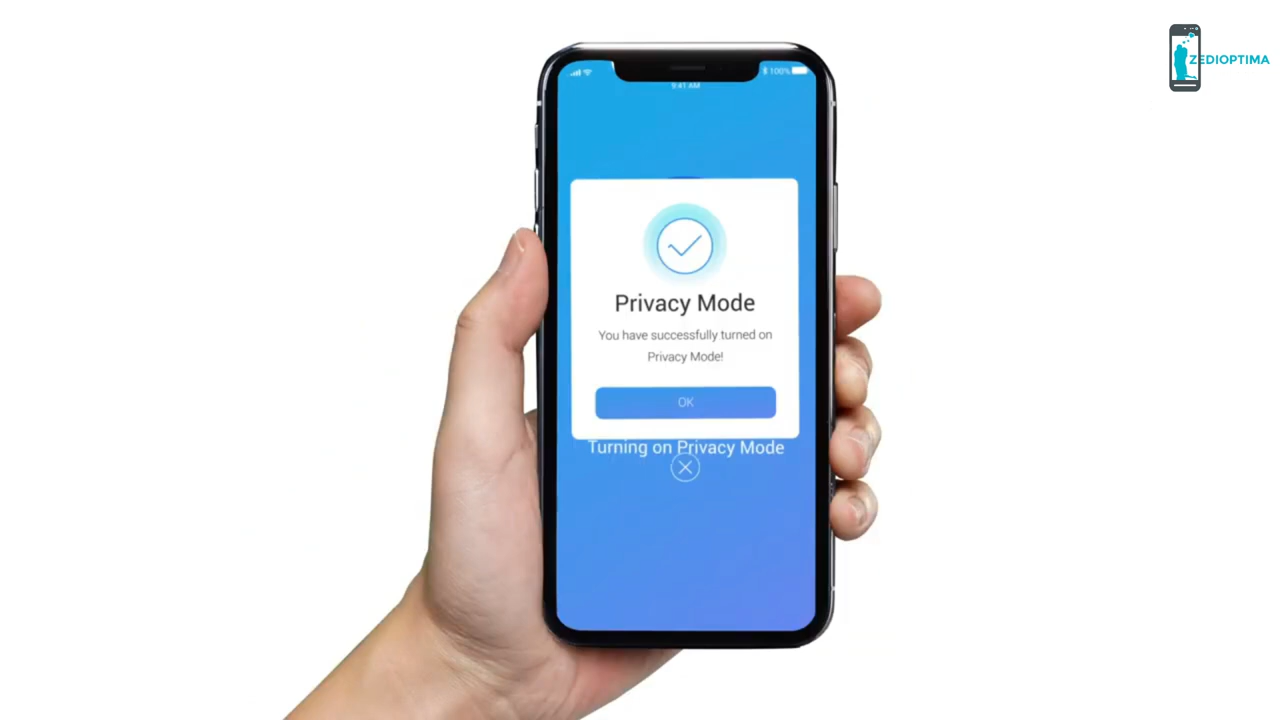 ZEDIOPTIMA
100%
9:41 AM
Privacy Mode
You have successfully turned on
Privacy Mode!
OK
Turning on Privacy Mode